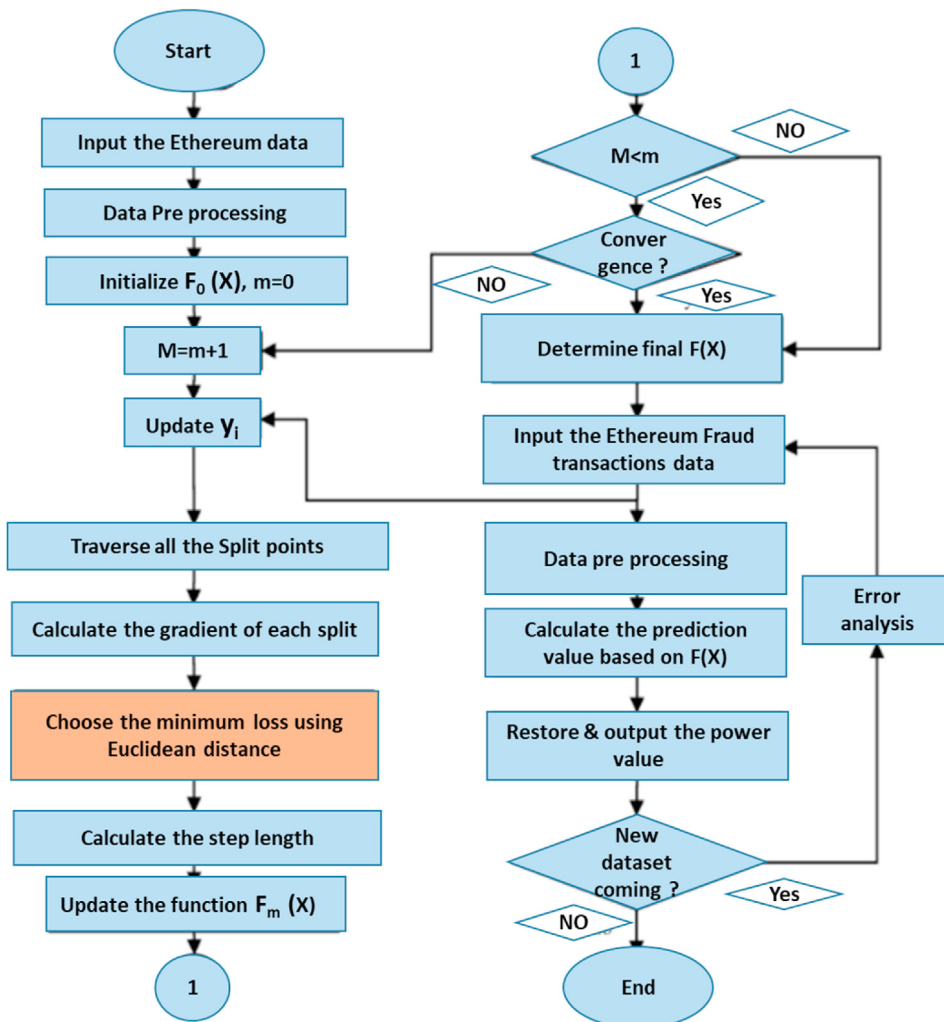 Start
Input the Ethereum data
Data Pre processing
Initialize F₀ (X), m=0
M=m+1
Update yᵢ
Traverse all the Split points
Calculate the gradient of each split
Choose the minimum loss using
Euclidean distance
Calculate the step length
Update the function Fₘ (X)
1
1
M<m
NO
Yes
Conver
gence ?
NO
Yes
Determine final F(X)
Input the Ethereum Fraud
transactions data
Data pre processing
Calculate the prediction
value based on F(X)
Restore & output the power
value
New
dataset
coming ?
Yes
NO
End
Error
analysis